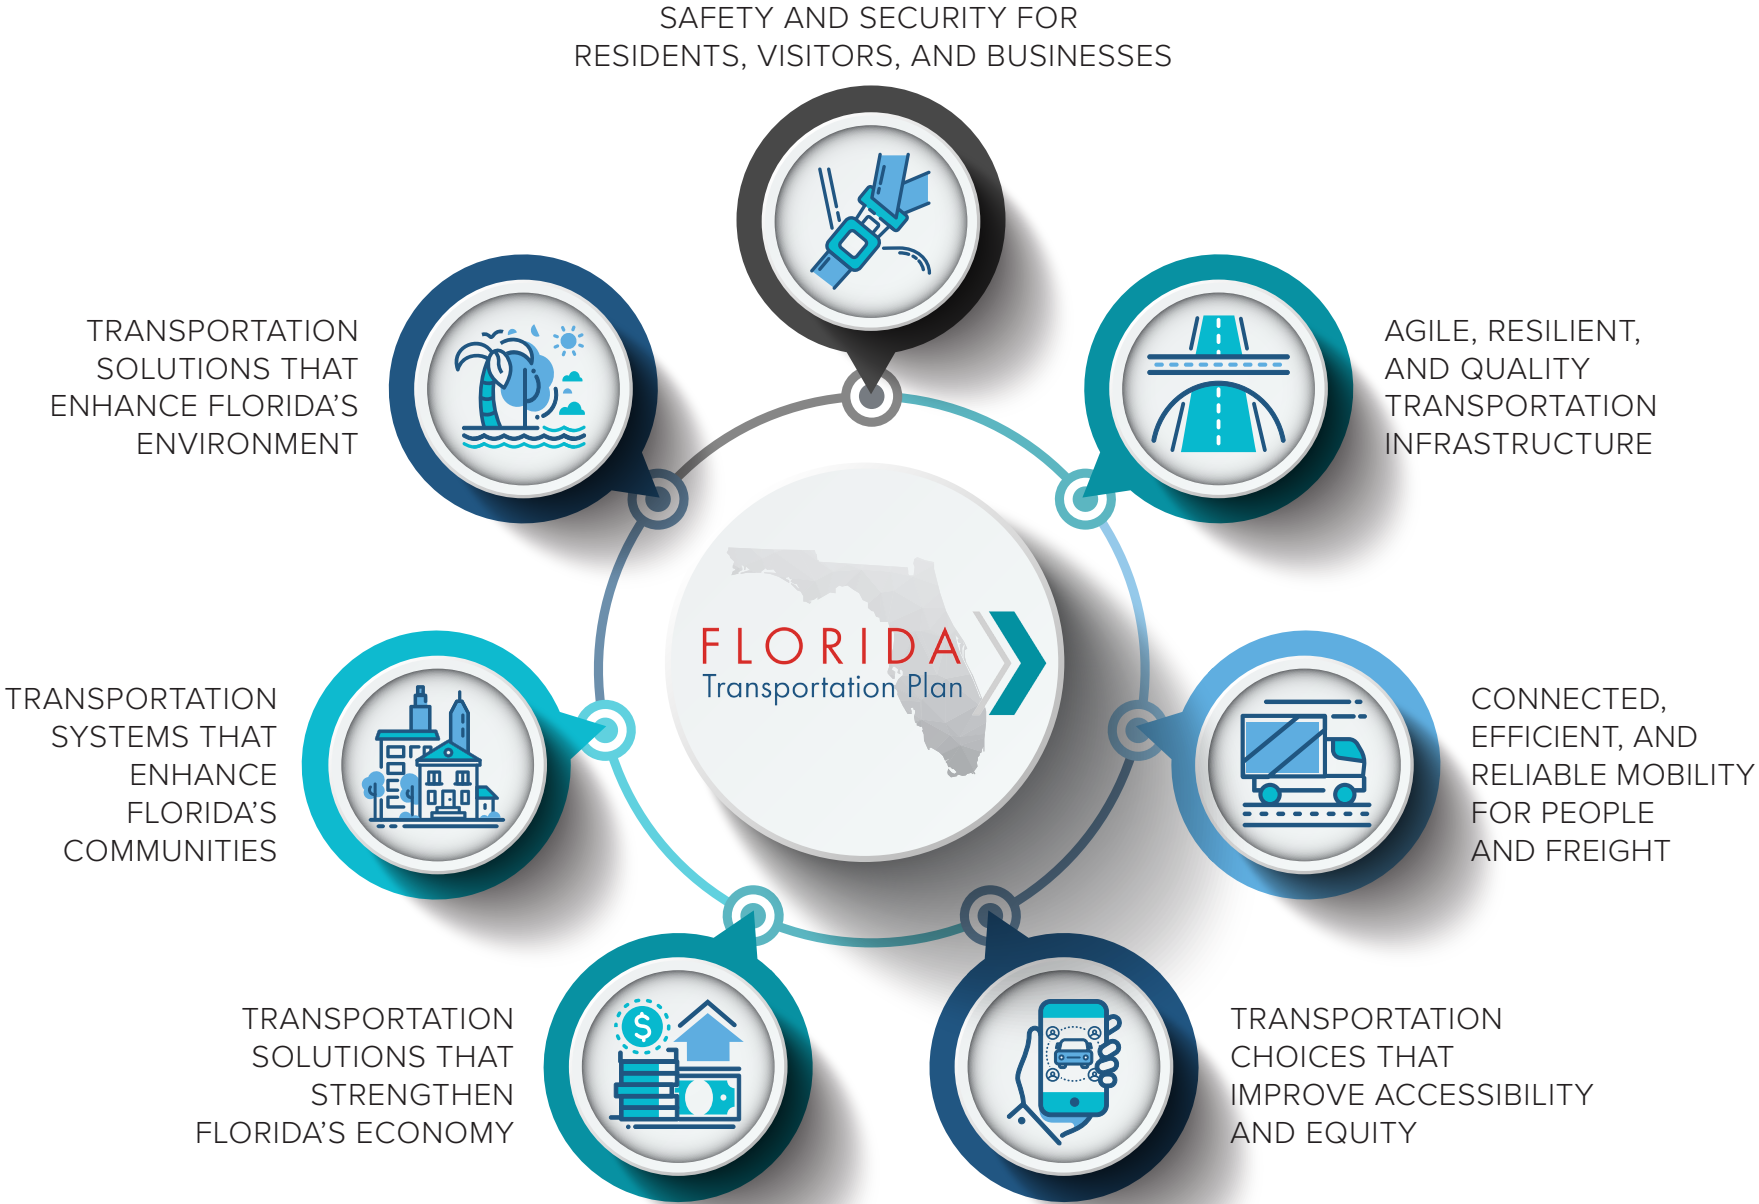 SAFETY AND SECURITY FOR
RESIDENTS, VISITORS, AND BUSINESSES
AGILE, RESILIENT,
AND QUALITY
TRANSPORTATION
INFRASTRUCTURE
CONNECTED,
EFFICIENT, AND
RELIABLE MOBILITY
FOR PEOPLE
AND FREIGHT
TRANSPORTATION
CHOICES THAT
IMPROVE ACCESSIBILITY
AND EQUITY
TRANSPORTATION
SOLUTIONS THAT
STRENGTHEN
FLORIDA’S ECONOMY
$
TRANSPORTATION
SYSTEMS THAT
ENHANCE
FLORIDA’S
COMMUNITIES
TRANSPORTATION
SOLUTIONS THAT
ENHANCE FLORIDA’S
ENVIRONMENT
FLORIDA
Transportation Plan